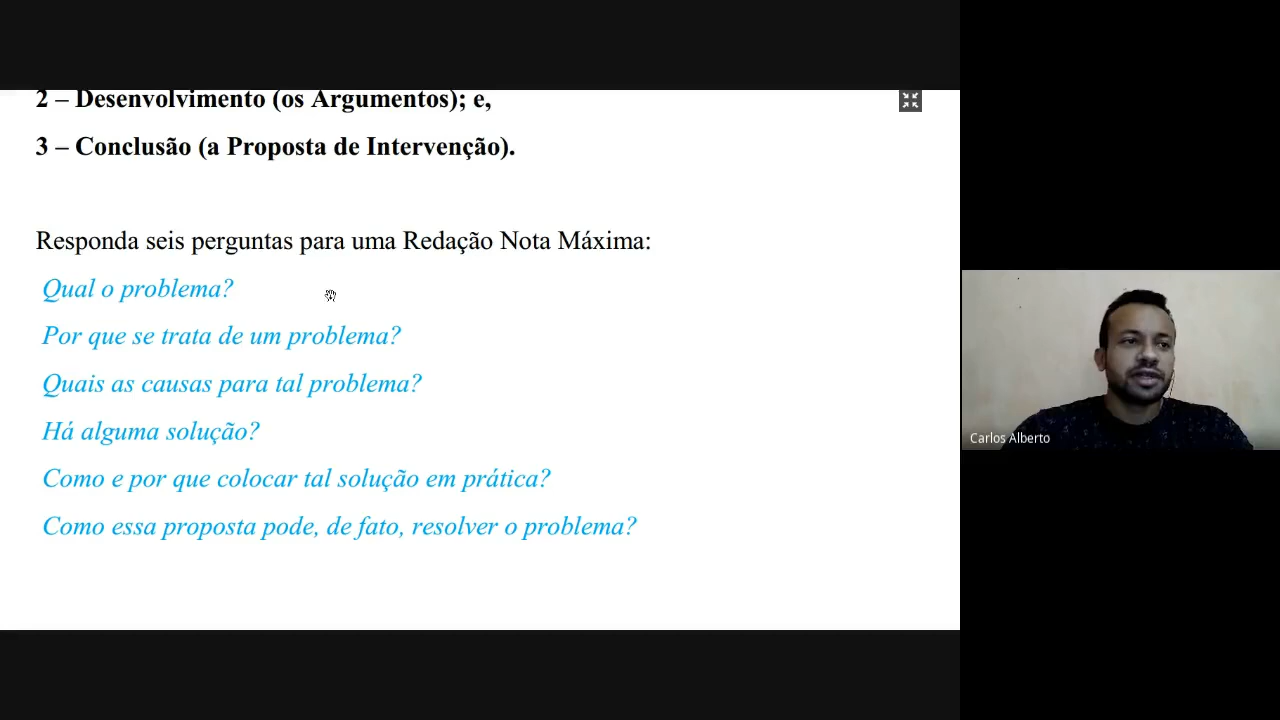 2 – Desenvolvimento (os Argumentos); e,
3 – Conclusão (a Proposta de Intervenção).
Responda seis perguntas para uma Redação Nota Máxima:
Qual o problema?
Por que se trata de um problema?
Quais as causas para tal problema?
Há alguma solução?
Como e por que colocar tal solução em prática?
Como essa proposta pode, de fato, resolver o problema?
Carlos Alberto